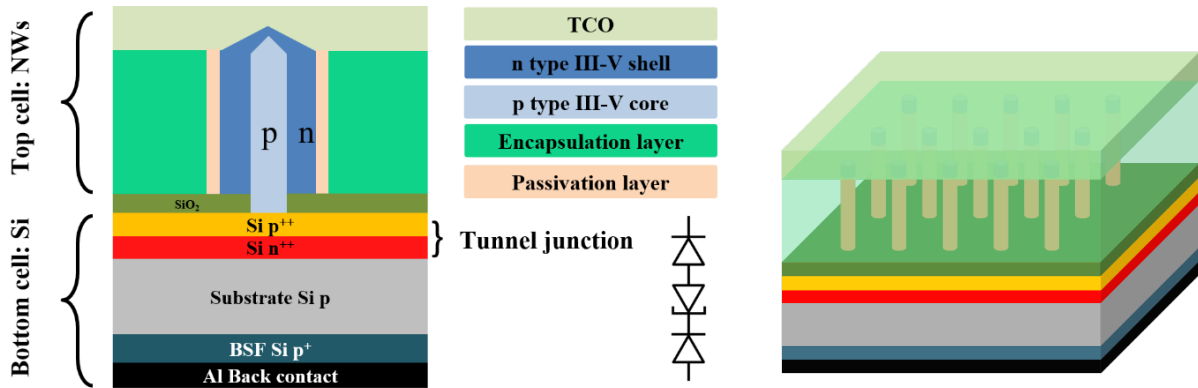 Top cell: NWs
Bottom cell: Si
p
n
SiO₂
Si p⁺⁺
Si n⁺⁺
Substrate Si p
BSF Si p⁺
Al Back contact
TCO
n type III-V shell
p type III-V core
Encapsulation layer
Passivation layer
Tunnel junction